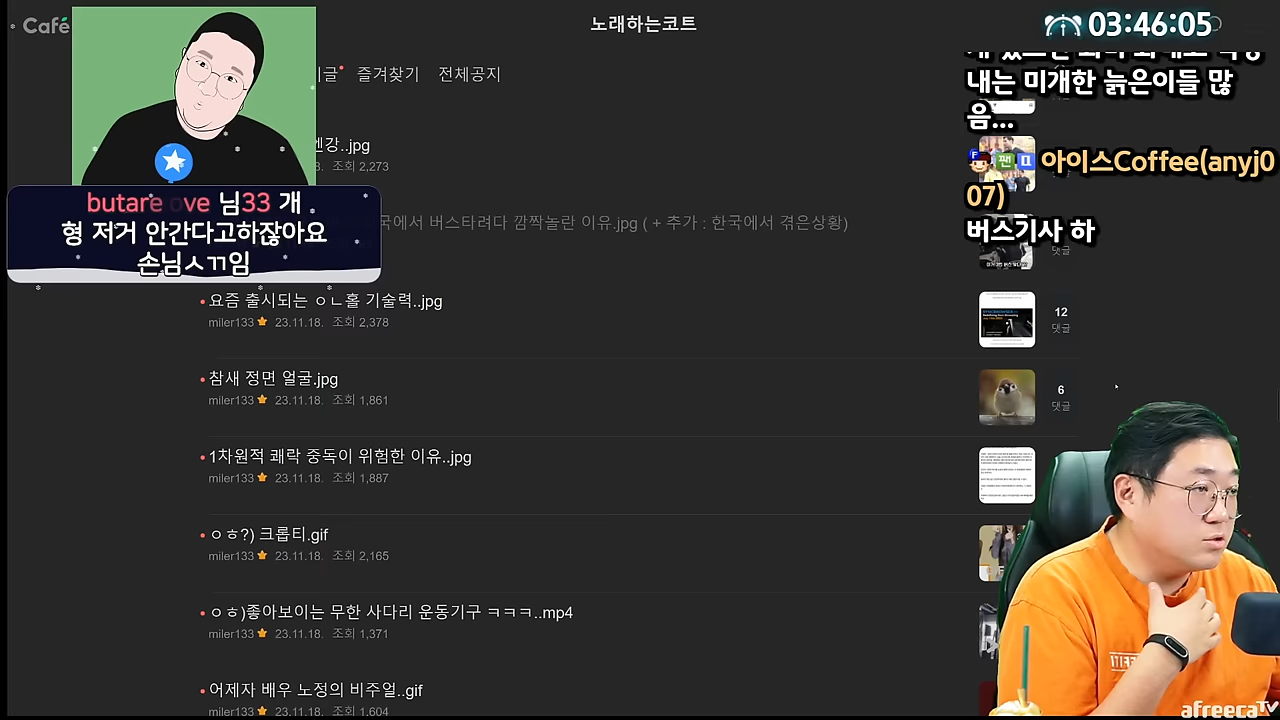 Café
노래하는코트
03:46:05
즐겨찾기 전체공지
내는 미개한 늙은이들 많
음...
아이스Coffee(anyj0
07)
버스기사 하
조회 2,273
butare ove 님33 개
형 저거 안간다고하잖아요
손님ㅅㄲ임
국에서 버스타려다 깜짝놀란 이유.jpg ( + 추가 : 한국에서 겪은상황)
댓글
요즘 출시되는 ㅇㄴ홀 기술력..jpg
miler133 23.11.18. 조회 2,378
12
댓글
참새 정면 얼굴.jpg
miler133 23.11.18. 조회 1,861
6
댓글
1차원적 쾌락 중독이 위험한 이유..jpg
miler133 23.11.18. 조회 1,857
ㅇㅎ?) 크롭티.gif
miler133 23.11.18. 조회 2,165
ㅇㅎ)좋아보이는 무한 사다리 운동기구 ㅋㅋㅋ..mp4
miler133 23.11.18. 조회 1,371
어제자 배우 노정의 비주얼..gif
miler133 23.11.18. 조회 1,604
afreecaTV